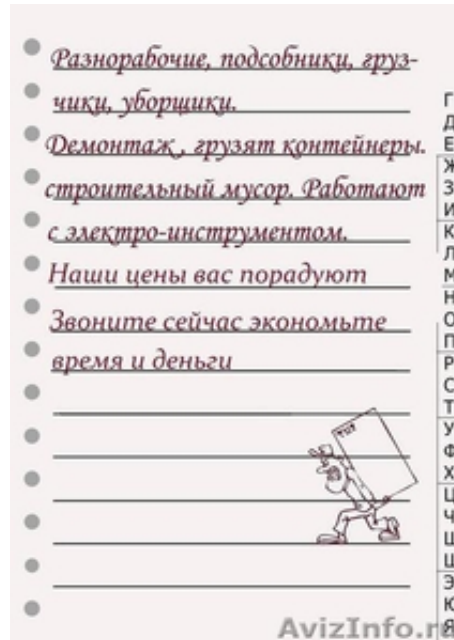 Разнорабочие, подсобники, груз-
чики, уборщики.
Демонтаж, грузят контейнеры.
строительный мусор. Работают
с электро-инструментом.
Наши цены вас порадуют
Звоните сейчас экономьте
время и деньги
Г
Д
Е
Ж
З
И
К
Л
М
Н
О
П
Р
С
Т
У
Ф
Х
Ц
Ч
Ш
Щ
Э
Ю
Я
AvizInfo.ru